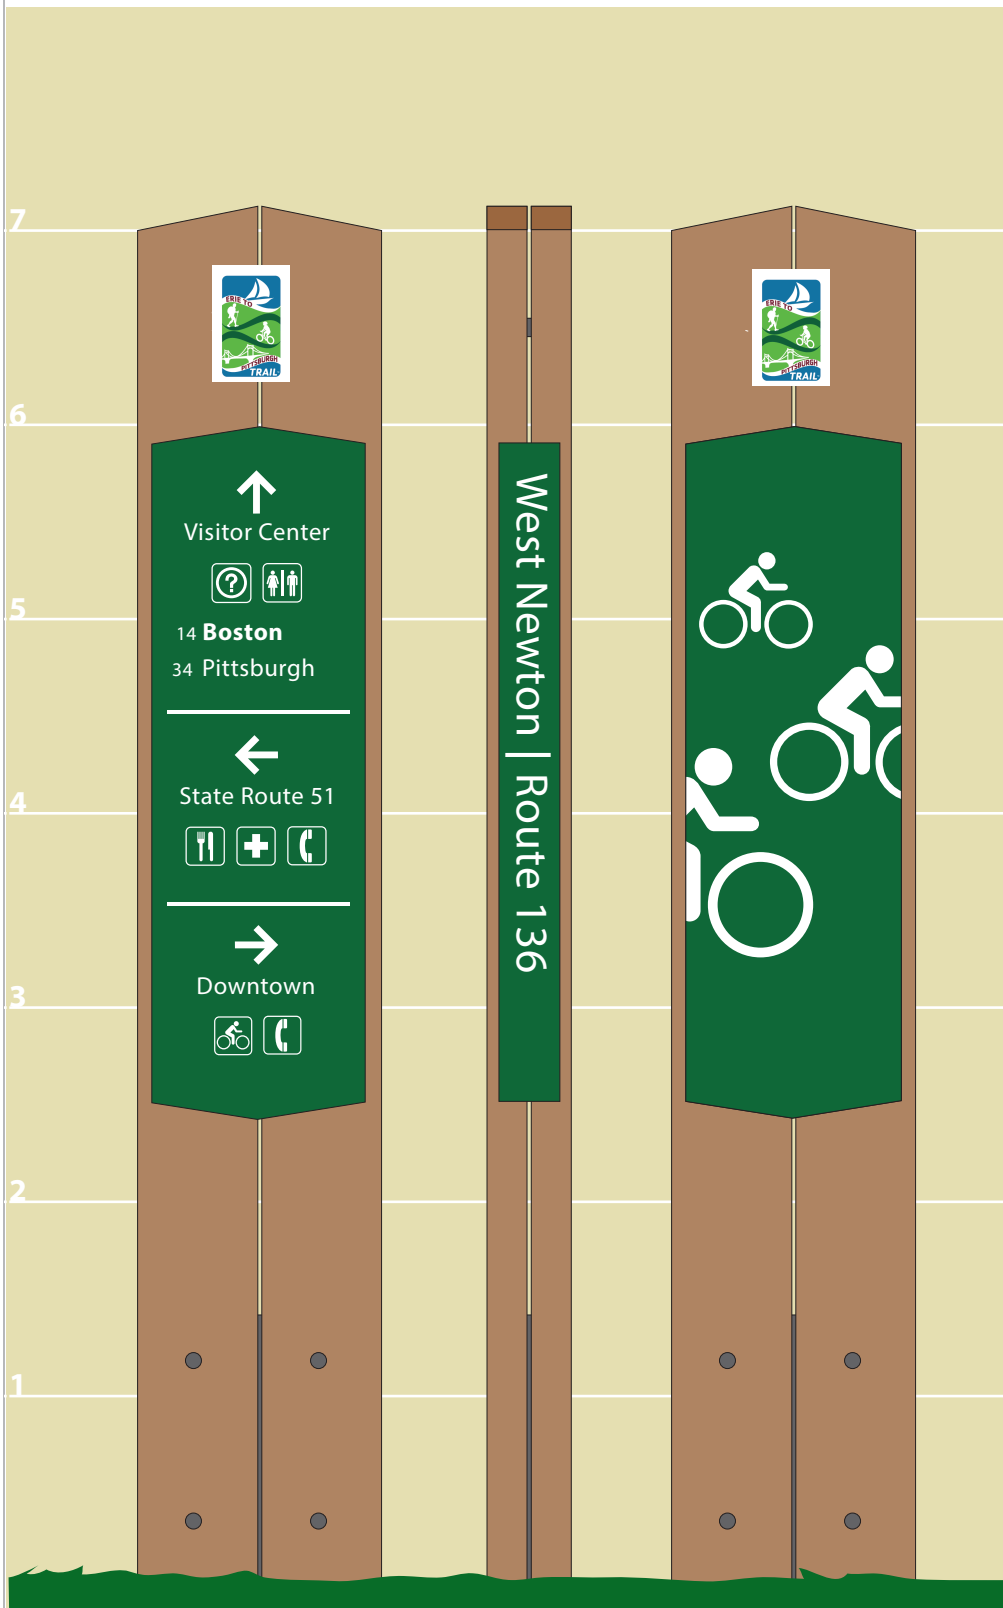 7
6
5
4
3
2
1
ERIE TO
PITTSBURGH
TRAIL
Visitor Center
?
14 Boston
34 Pittsburgh
State Route 51
Downtown
West Newton | Route 136
ERIE TO
PITTSBURGH
TRAIL